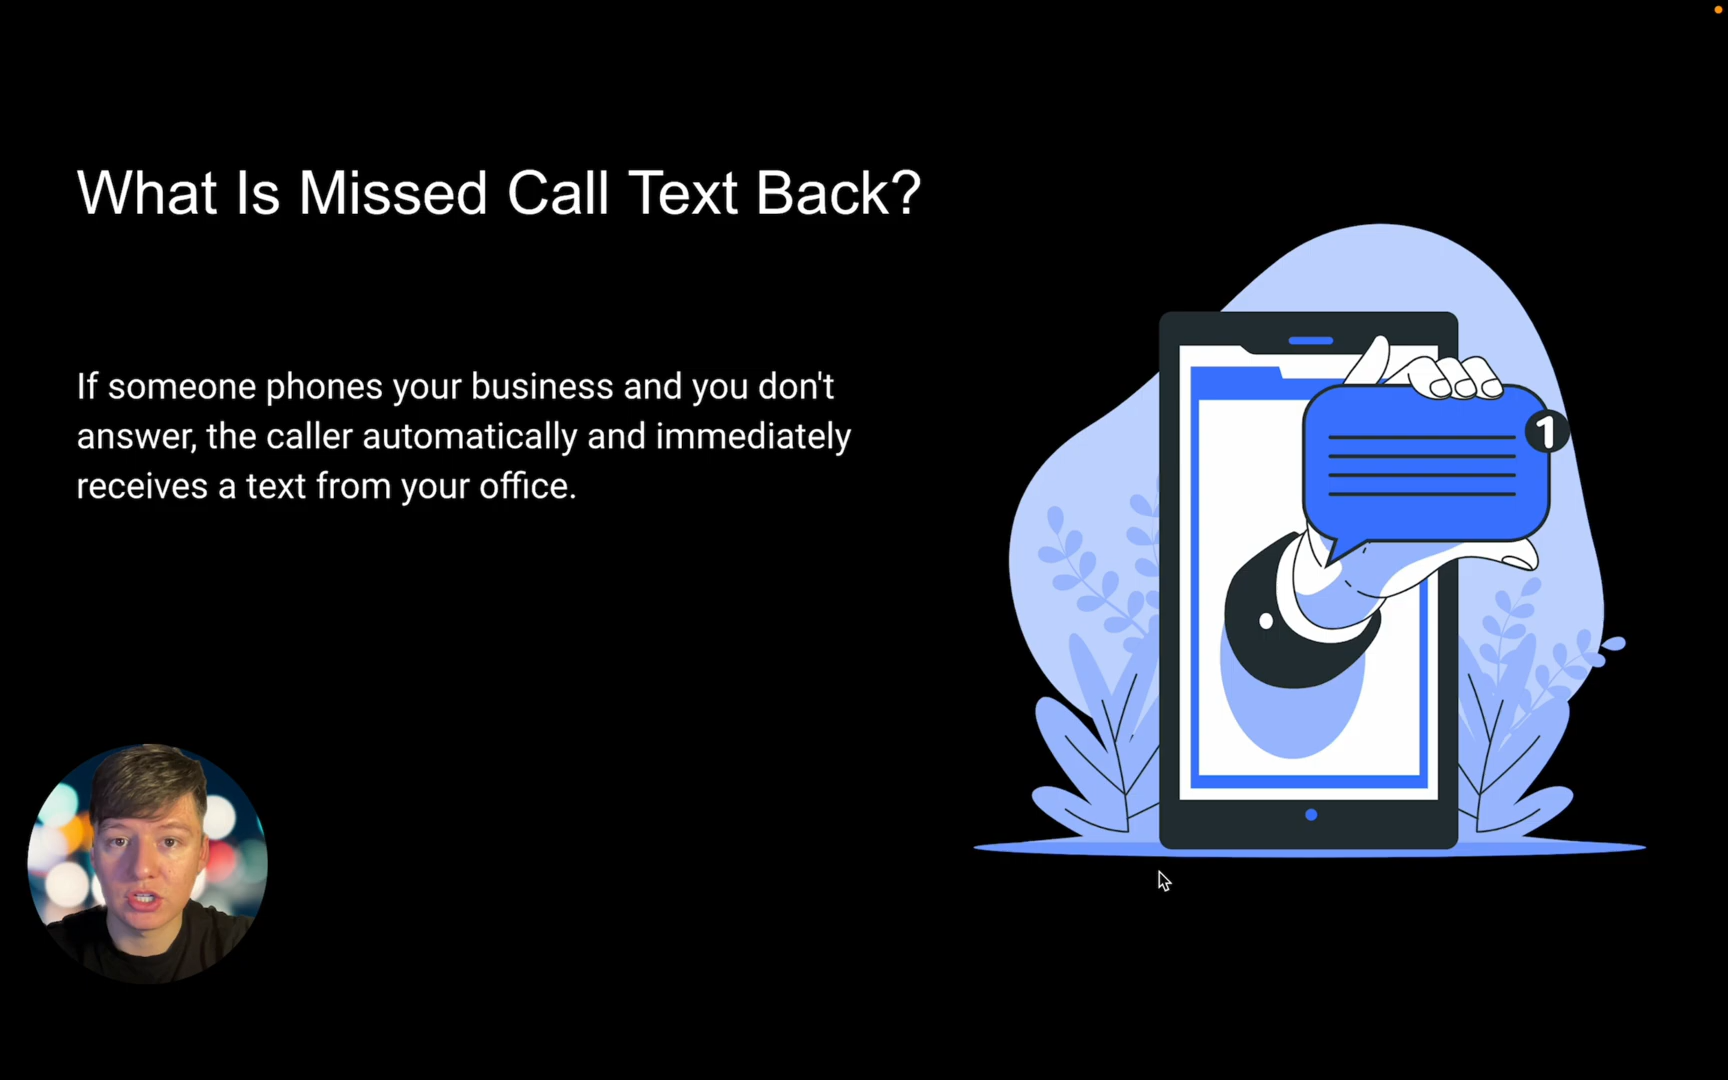 What Is Missed Call Text Back?
If someone phones your business and you don't
answer, the caller automatically and immediately
receives a text from your office.
1